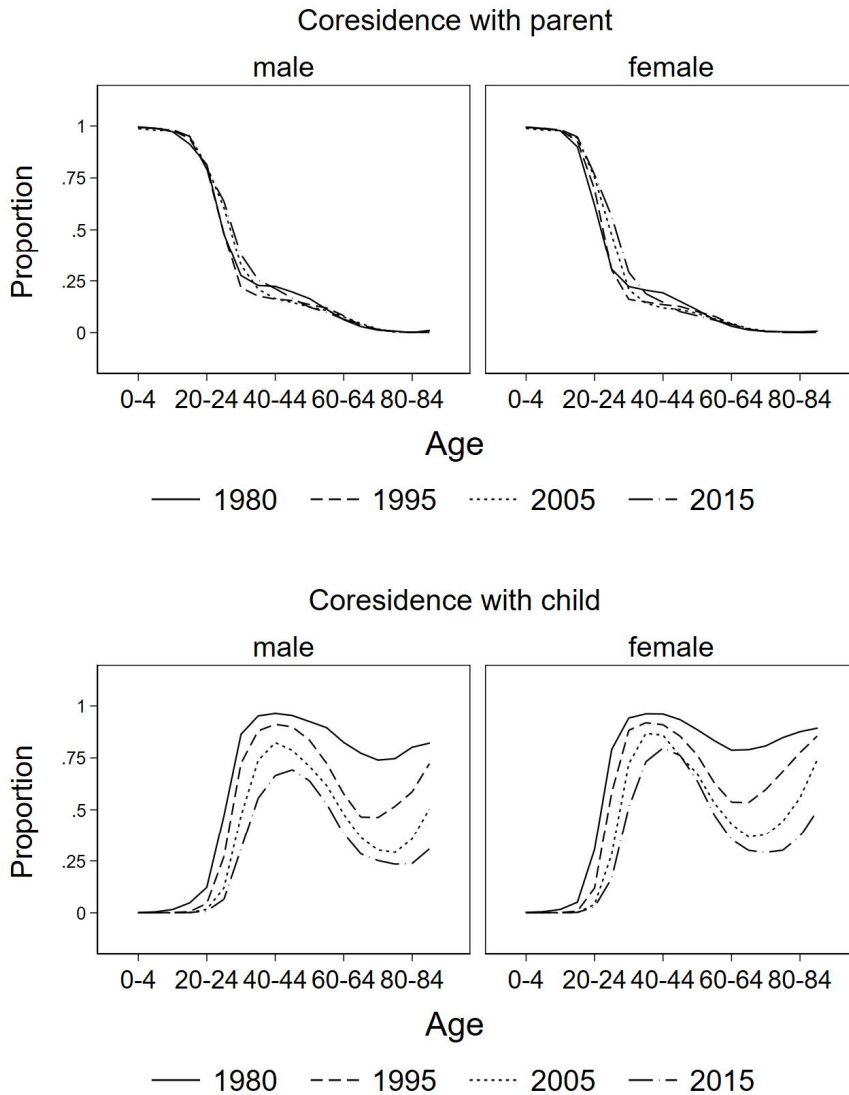 Coresidence with parent
male female
Proportion
1
.75
.5
.25
0
0-4 20-24 40-44 60-64 80-84 0-4 20-24 40-44 60-64 80-84
Age
1980 1995 2005 2015
Coresidence with child
male female
Proportion
1
.75
.5
.25
0
0-4 20-24 40-44 60-64 80-84 0-4 20-24 40-44 60-64 80-84
Age
1980 1995 2005 2015